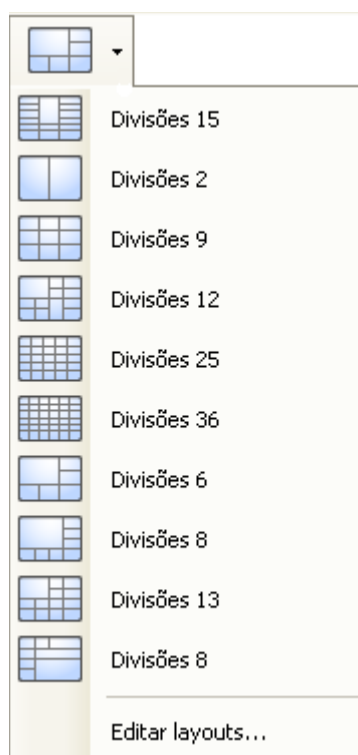 Divisões 15
Divisões 2
Divisões 9
Divisões 12
Divisões 25
Divisões 36
Divisões 6
Divisões 8
Divisões 13
Divisões 8
Editar layouts...